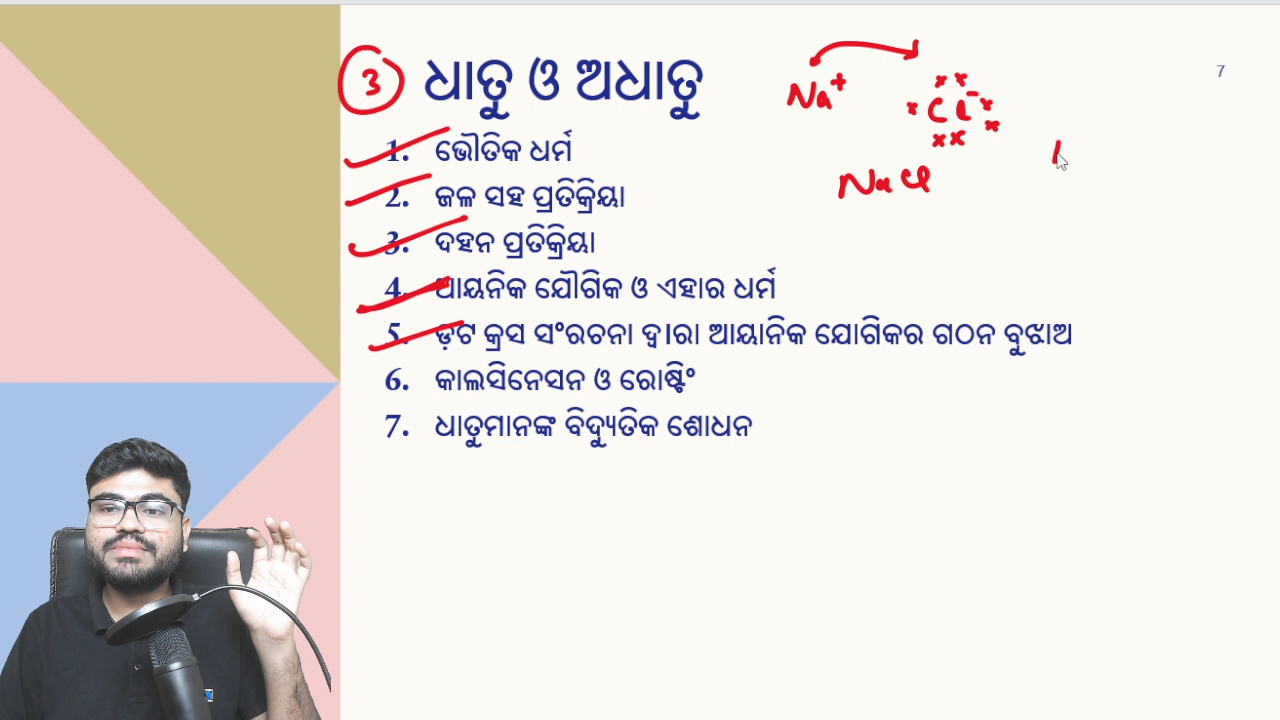 3 ଧାତୁ ଓ ଅଧାତୁ
7
Na+
Cl-
NaCl
1. ଭୌତିକ ଧର୍ମ
2. ଜଳ ସହ ପ୍ରତିକ୍ରିୟା
3. ଦହନ ପ୍ରତିକ୍ରିୟା
4. ଆୟନିକ ଯୌଗିକ ଓ ଏହାର ଧର୍ମ
5. ଡ଼ଟ କ୍ରସ ସଂରଚନା ଦ୍ଵାରା ଆୟାନିକ ଯୋଗିକର ଗଠନ ବୁଝାଅ
6. କାଲସିନେସନ ଓ ରୋଷ୍ଟିଂ
7. ଧାତୁମାନଙ୍କ ବିଦ୍ୟୁତିକ ଶୋଧନ